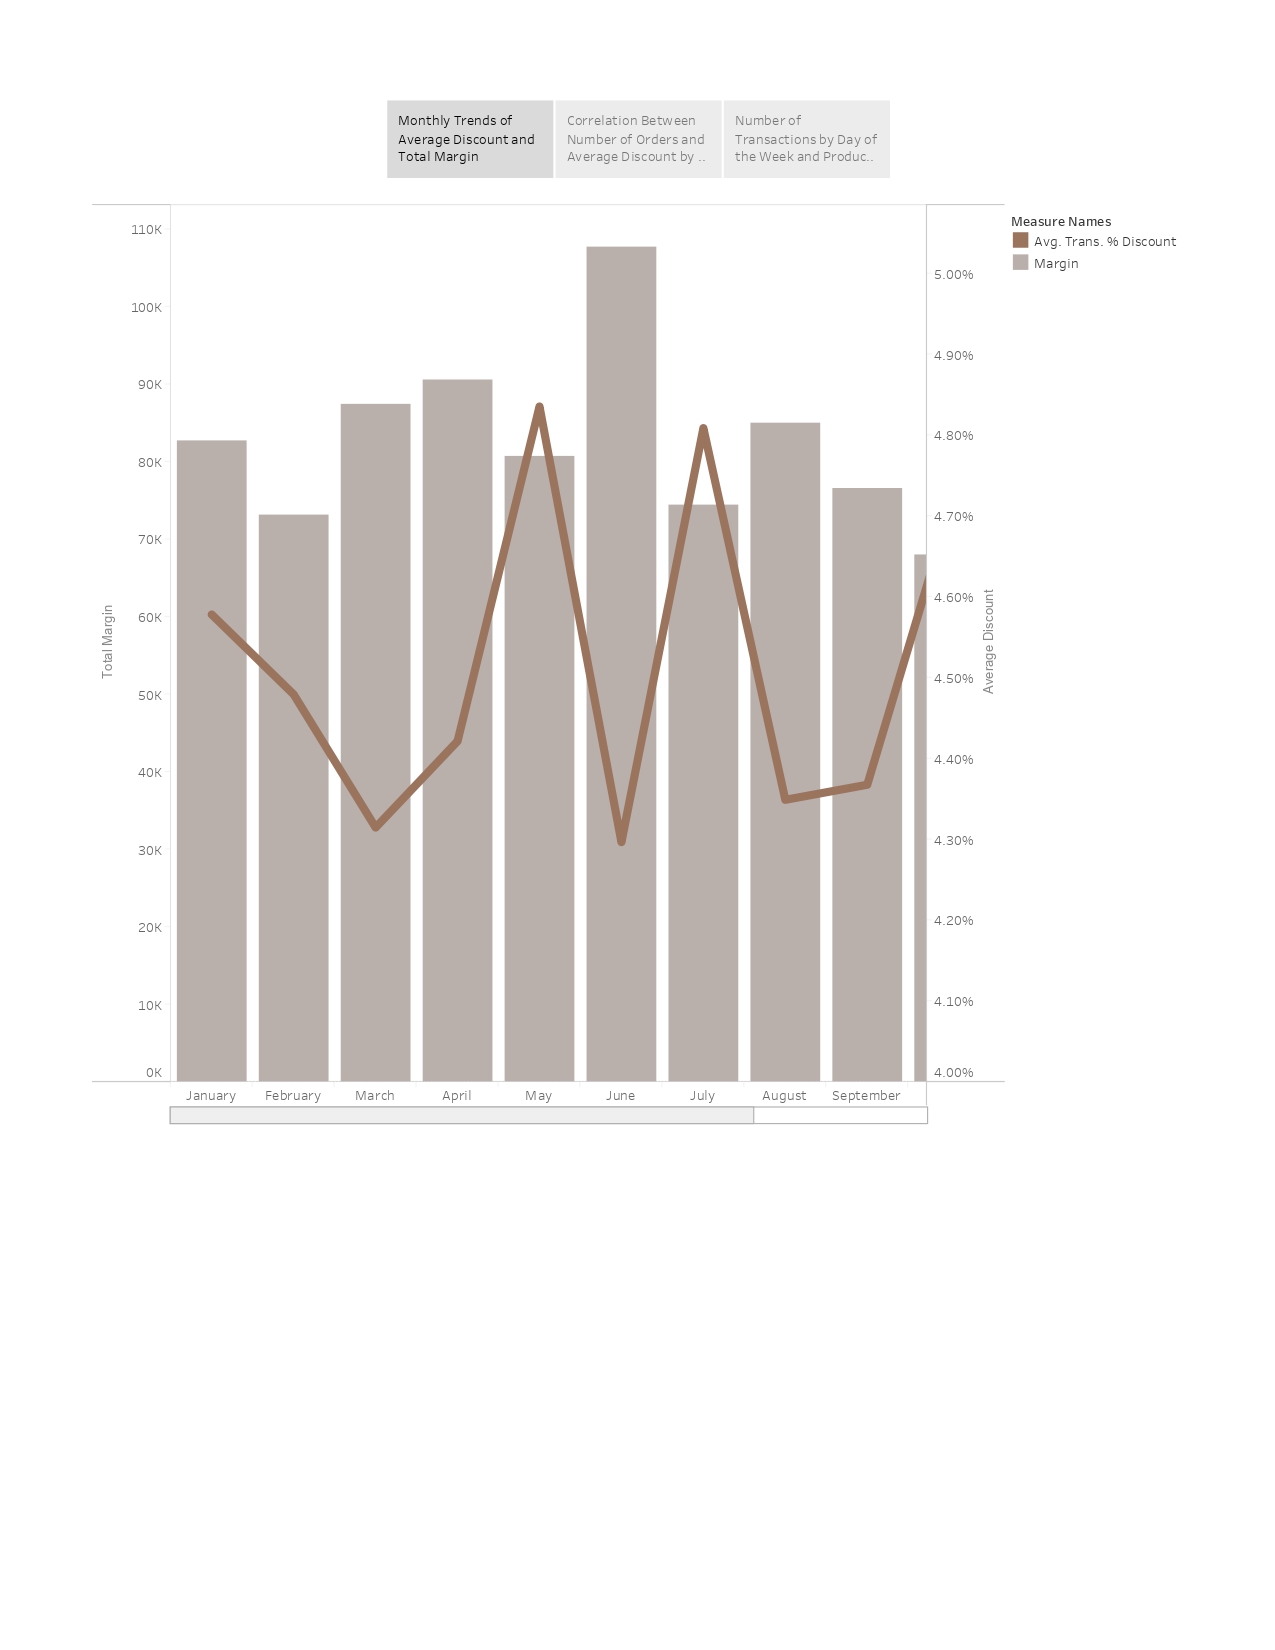 Monthly Trends of
Average Discount and
Total Margin
Correlation Between
Number of Orders and
Average Discount by ..
Number of
Transactions by Day of
the Week and Produc..
Measure Names
Avg. Trans. % Discount
Margin
Total Margin
110K
100K
90K
80K
70K
60K
50K
40K
30K
20K
10K
0K
5.00%
4.90%
4.80%
4.70%
4.60%
4.50%
4.40%
4.30%
4.20%
4.10%
4.00%
Average Discount
January
February
March
April
May
June
July
August
September